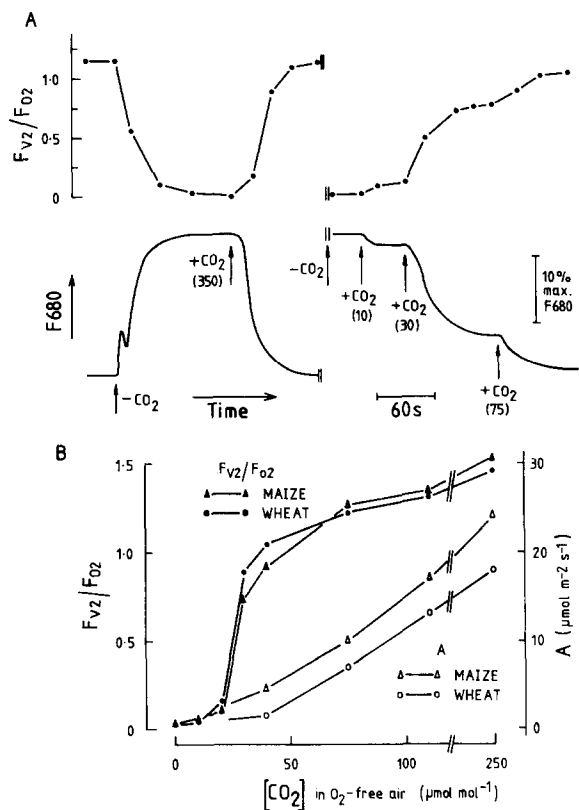 A
Fv2/Fo2
1.0
0.5
0
F680
-CO2
+CO2
(350)
Time
-CO2
+CO2
(10)
+CO2
(30)
60s
+CO2
(75)
10%
max.
F680
B
Fv2/Fo2
MAIZE
WHEAT
1.5
1.0
0.5
0
Fv2/Fo2
30
20
10
0
A (μmol m-2 s-1)
A
MAIZE
WHEAT
0 50 100 250
[CO2] in O2-free air (μmol mol-1)